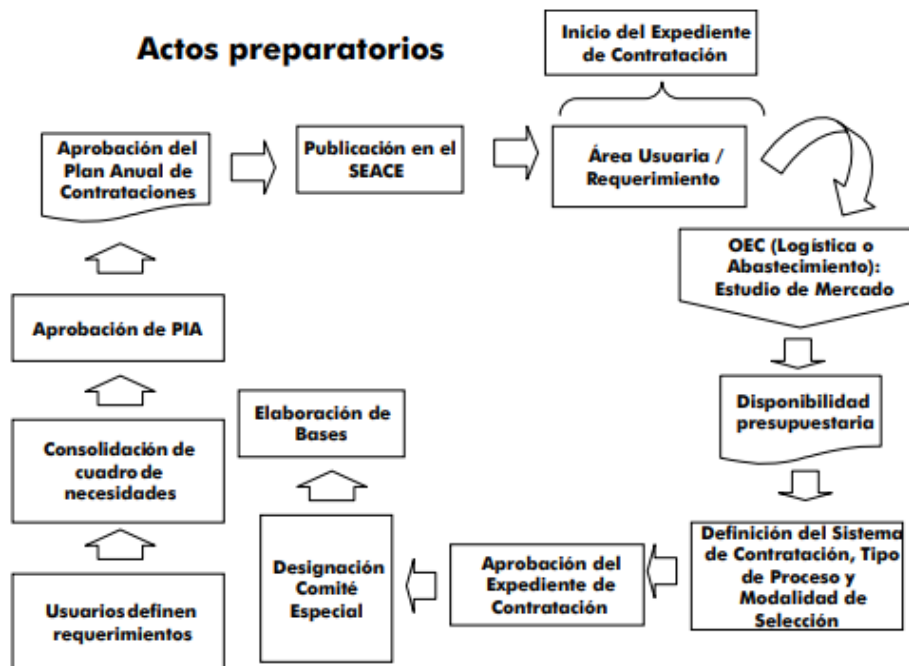 Actos preparatorios
Inicio del Expediente
de Contratación
Aprobación del
Plan Anual de
Contrataciones
Publicación en el
SEACE
Área Usuaria /
Requerimiento
OEC (Logística o
Abastecimiento):
Estudio de Mercado
Aprobación de PIA
Disponibilidad
presupuestaria
Elaboración de
Bases
Consolidación de
cuadro de
necesidades
Definición del Sistema
de Contratación, Tipo
de Proceso y
Modalidad de
Selección
Aprobación del
Expediente de
Contratación
Designación
Comité
Especial
Usuarios definen
requerimientos